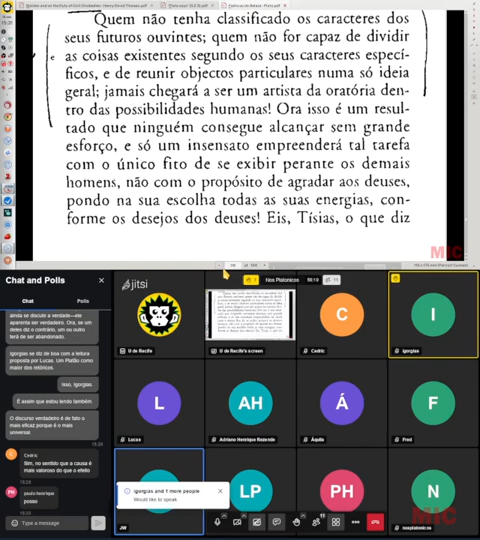 Quem não tenha classificado os caracteres dos
seus futuros ouvintes; quem não for capaz de dividir
as coisas existentes segundo os seus caracteres especí-
ficos, e de reunir objectos particulares numa só ideia
geral; jamais chegará a ser um artista da oratória den-
tro das possibilidades humanas! Ora isso é um resul-
tado que ninguém consegue alcançar sem grande
esforço, e só um insensato empreenderá tal tarefa
com o único fito de se exibir perante os demais
homens, não com o propósito de agradar aos deuses,
pondo na sua escolha todas as suas energias, con-
forme os desejos dos deuses! Eis, Tísias, o que diz
MIC
Chat and Polls
Chat
Polls
ainda se discute a verdade—ele
aparenta ser verdadeiro. Ora, se um
deles diz o contrário, um ou outro
terá de ser abandonado.
Igorgias se diz de boa com a leitura
proposta por Lucas. Um Platão como
maior dos retóricos.
Isso, Igorgias.
É assim que estou lendo também.
O discurso verdadeiro é de fato o
mais eficaz porque é o mais
universal.
15:28
Cedric
Sim, no sentido que a causa é
mais valoroso do que o efeito
paulo henrique
posso
Type a message
jitsi
Nos Platonicos
U de Recife
U de Recife's screen
C
Cedric
igorgias
L
Lucas
AH
Adriano Henrique Rezende
Á
Áquila
F
Fred
JW
LP
PH
N
neoplatonicos
igorgias and 1 more people
Would like to speak
MIC